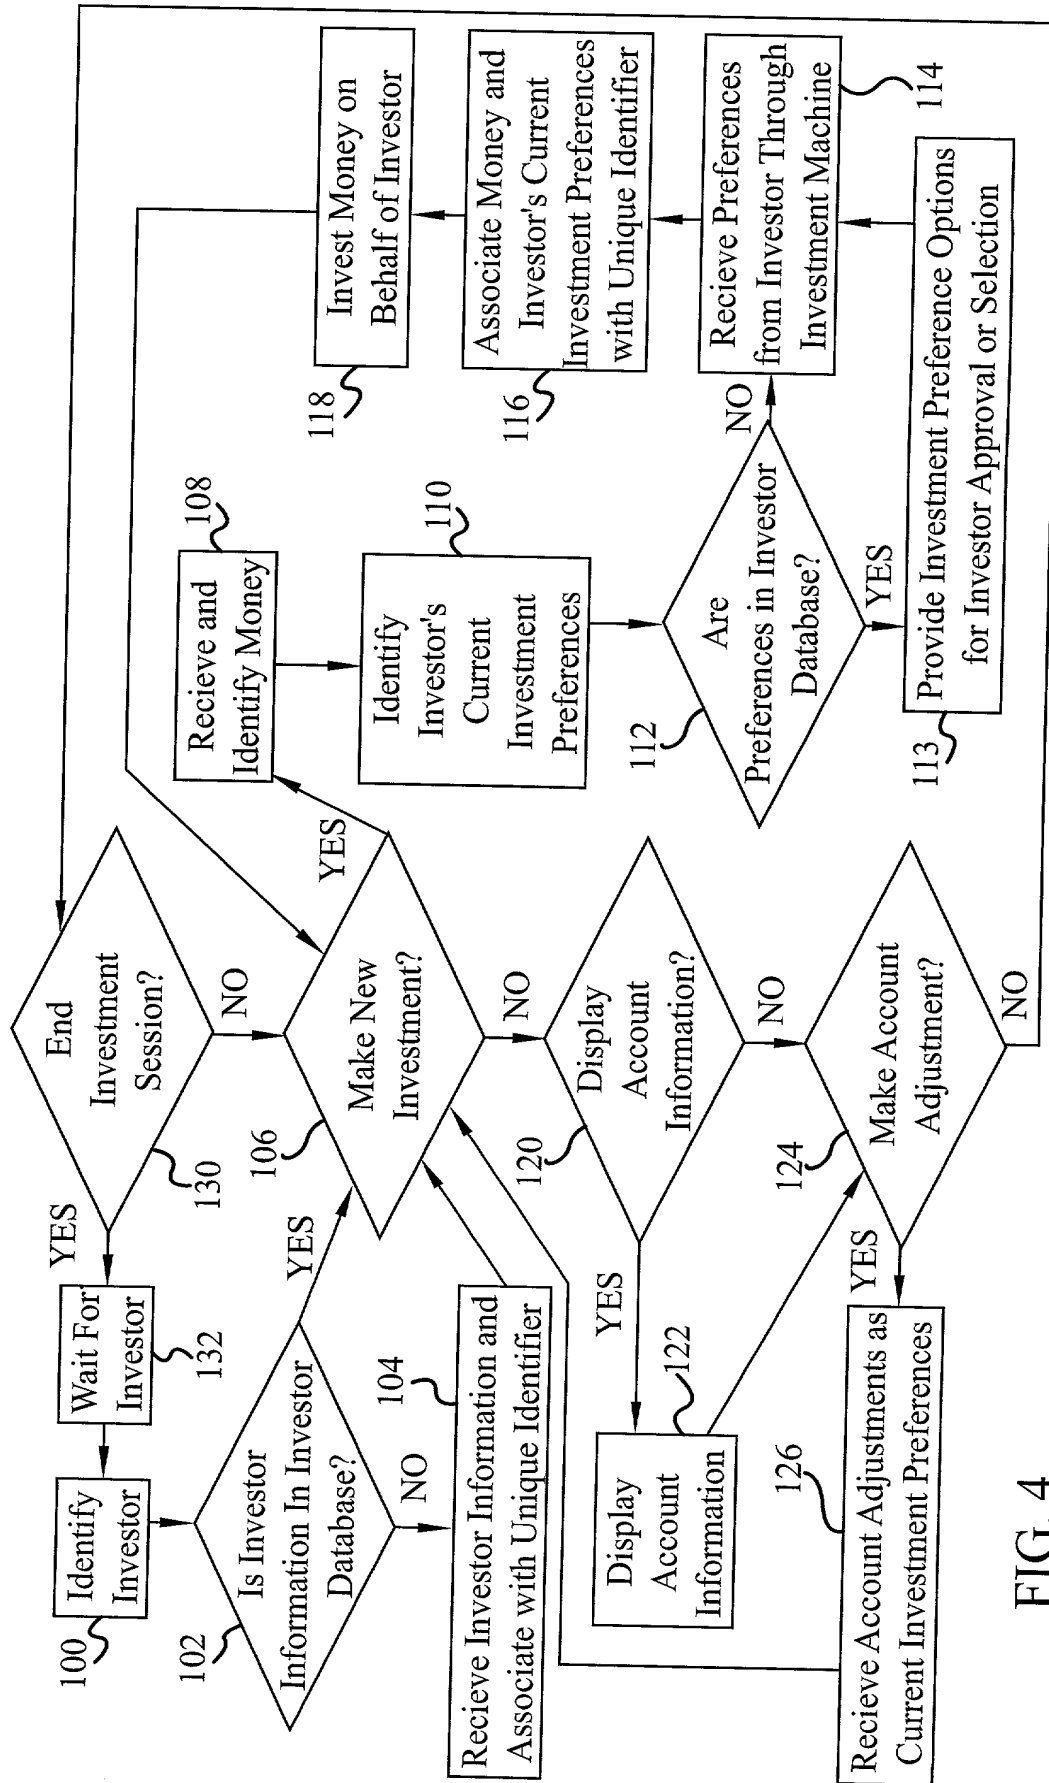 100
Identify
Investor
Wait For
Investor
132
YES
End
Investment
Session?
130
NO
102
Is Investor
Information In Investor
Database?
YES
NO
104
Recieve Investor Information and
Associate with Unique Identifier
106
Make New
Investment?
YES
NO
108
Recieve and
Identify Money
110
Identify
Investor's
Current
Investment
Preferences
112
Are
Preferences in Investor
Database?
NO
YES
113
Provide Investment Preference Options
for Investor Approval or Selection
114
Recieve Preferences
from Investor Through
Investment Machine
116
Associate Money and
Investor's Current
Investment Preferences
with Unique Identifier
118
Invest Money on
Behalf of Investor
120
Display
Account
Information?
YES
NO
122
Display
Account
Information
124
Make Account
Adjustment?
YES
NO
126
Recieve Account Adjustments as
Current Investment Preferences
FIG. 4